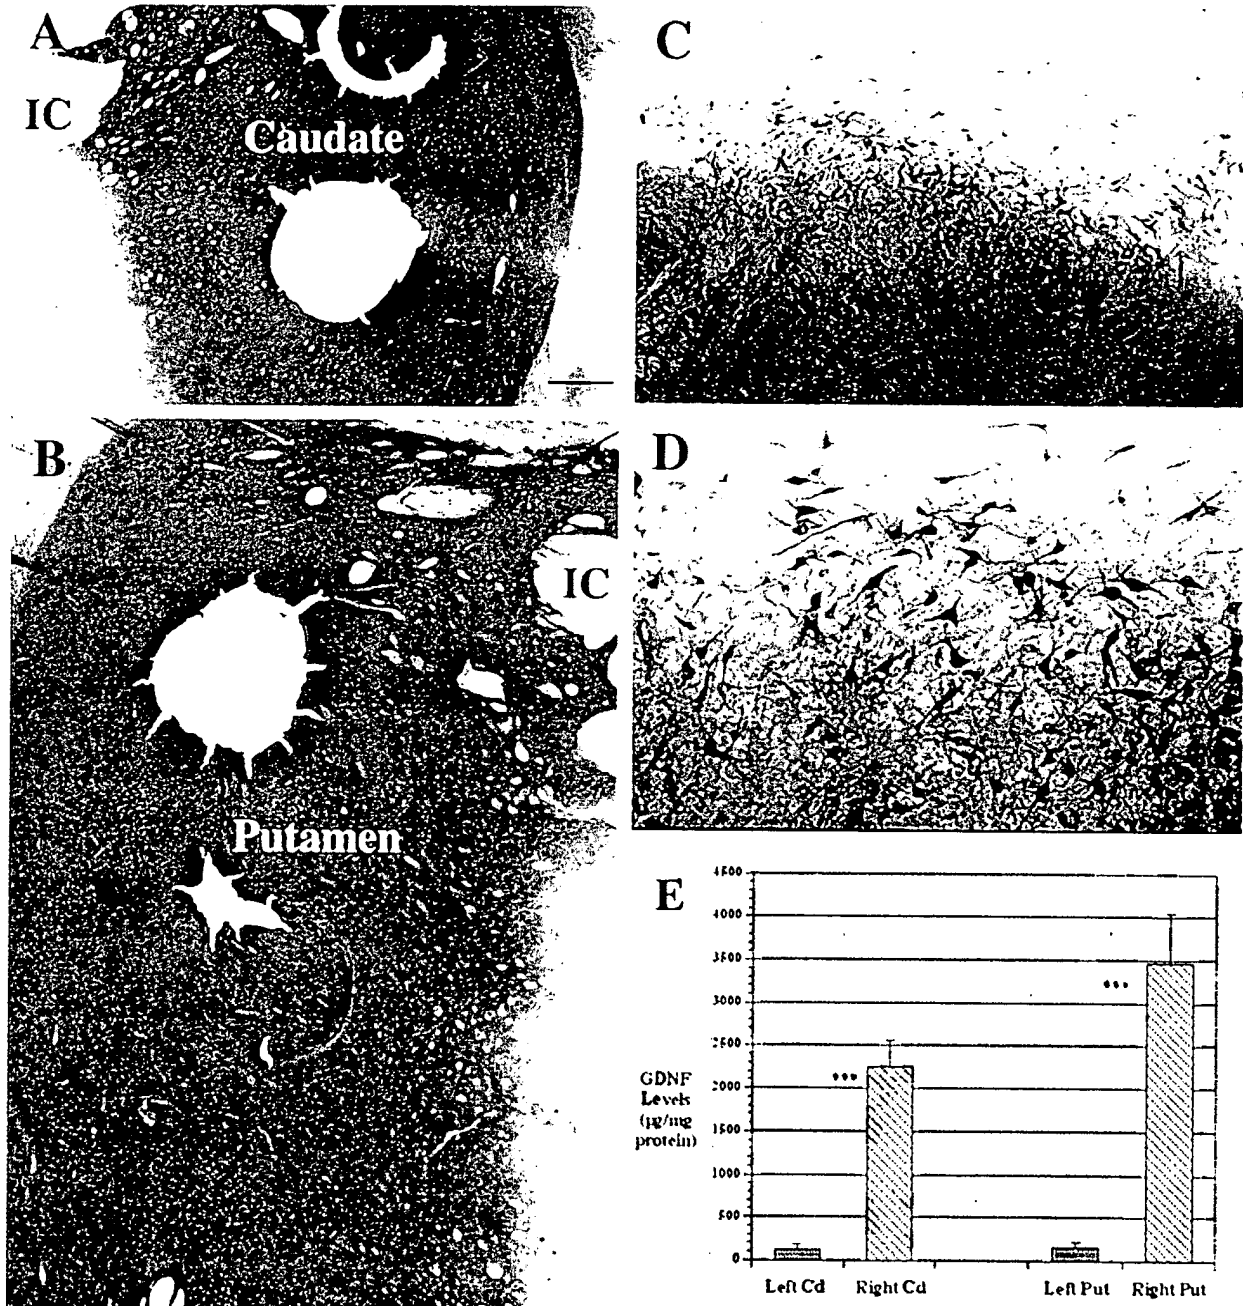 A
IC
Caudate
B
IC
Putamen
C
D
E
4500
4000
3500
3000
2500
2000
1500
1000
500
0
GDNF
Levels
(pg/mg
protein)
***
***
Left Cd
Right Cd
Left Put
Right Put